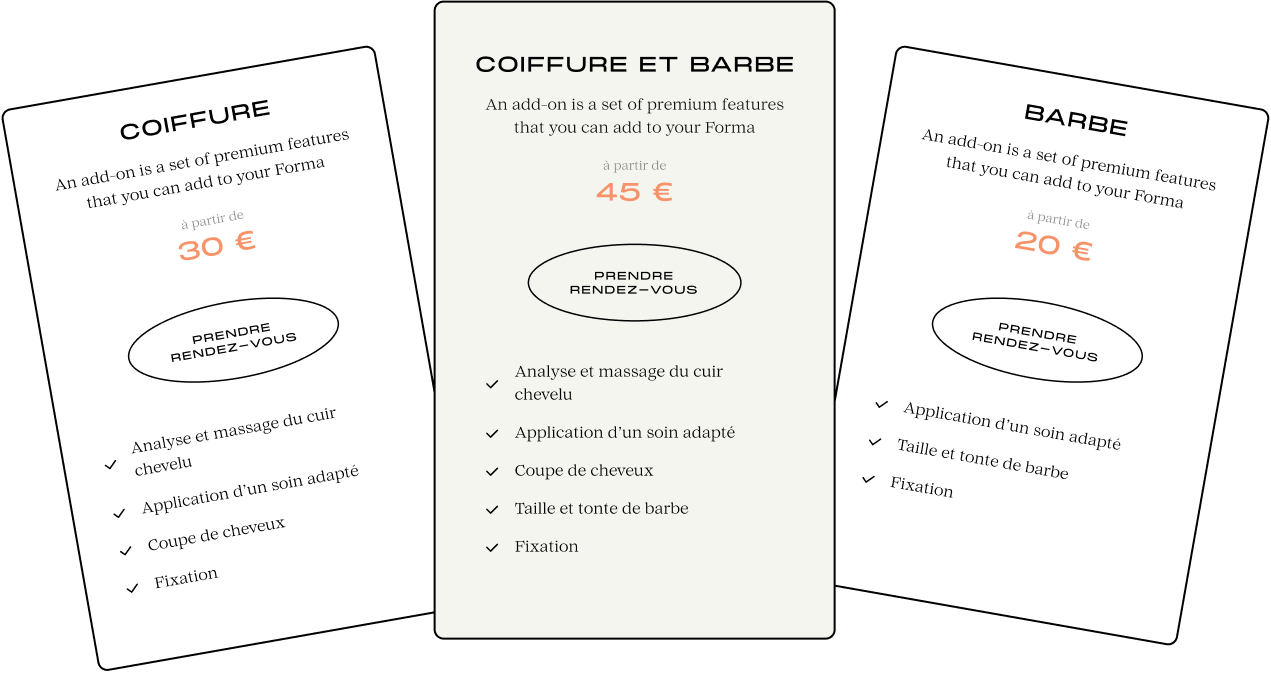 COIFFURE
An add-on is a set of premium features
that you can add to your Forma
à partir de
30 €
PRENDRE
RENDEZ-VOUS
Analyse et massage du cuir
chevelu
Application d’un soin adapté
Coupe de cheveux
Fixation
COIFFURE ET BARBE
An add-on is a set of premium features
that you can add to your Forma
à partir de
45 €
PRENDRE
RENDEZ-VOUS
Analyse et massage du cuir
chevelu
Application d’un soin adapté
Coupe de cheveux
Taille et tonte de barbe
Fixation
BARBE
An add-on is a set of premium features
that you can add to your Forma
à partir de
20 €
PRENDRE
RENDEZ-VOUS
Application d’un soin adapté
Taille et tonte de barbe
Fixation